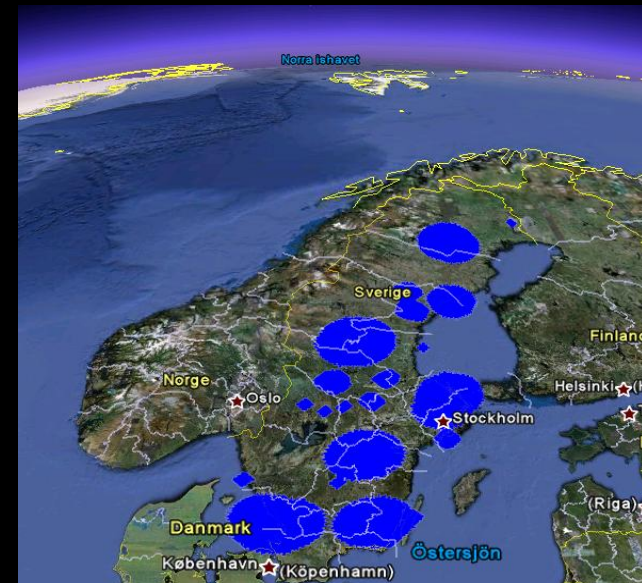 Norra ishavet
Sverige
Finland
Norge
Oslo
Helsinki
Stockholm
(Riga)
Danmark
Östersjön
København
(Köpenhamn)